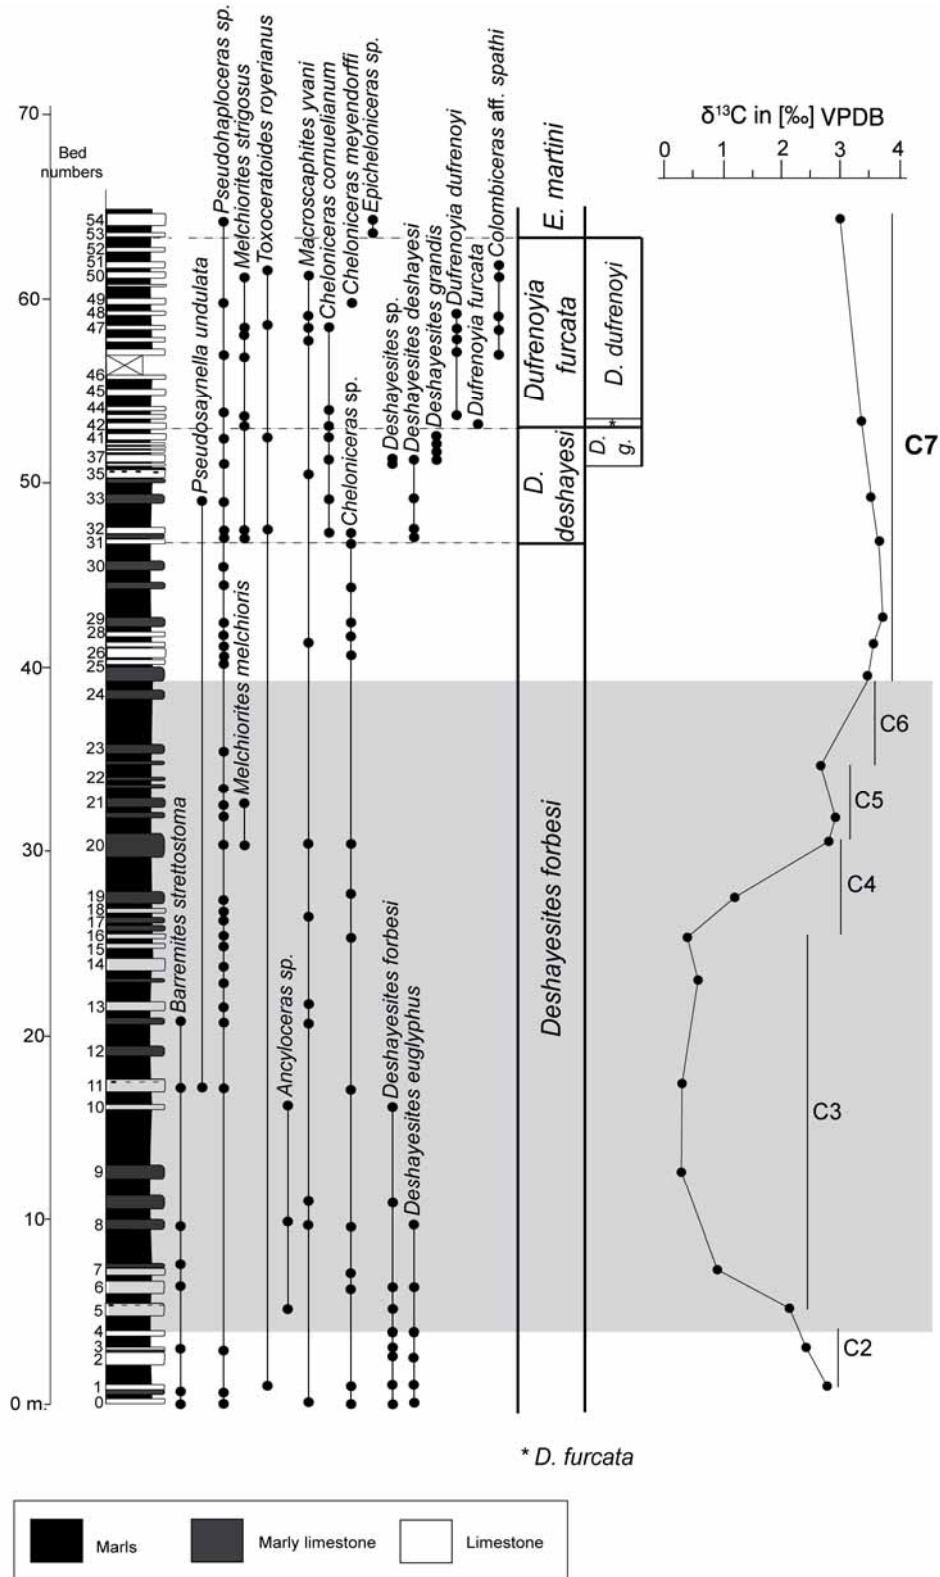 δ¹³C in [‰] VPDB
0 1 2 3 4
Bed
numbers
70
60
50
40
30
20
10
0 m.
54
53
52
51
50
49
48
47
46
45
44
42
41
37
35
33
32
31
30
29
28
26
25
24
23
22
21
20
19
18
17
16
15
14
13
12
11
10
9
8
7
6
5
4
3
2
1
0
Barremites strettostoma
Pseudosaynella undulata
Pseudohaploceras sp.
Melchiorites melchioris
Melchiorites strigosus
Toxoceratoides royerianus
Ancyloceras sp.
Macroscaphites yvani
Cheloniceras cornuelianum
Cheloniceras meyendorffi
Cheloniceras sp.
Epicheloniceras sp.
Deshayesites sp.
Deshayesites forbesi
Deshayesites deshayesi
Deshayesites euglyphus
Deshayesites grandis
Dufrenoyia dufrenoyi
Dufrenoyia furcata
Colombiceras aff. spathi
E. martini
Dufrenoyia
furcata
D. dufrenoyi
*
D.
deshayesi
D.
g.
Deshayesites forbesi
C7
C6
C5
C4
C3
C2
* D. furcata
Marls
Marly limestone
Limestone